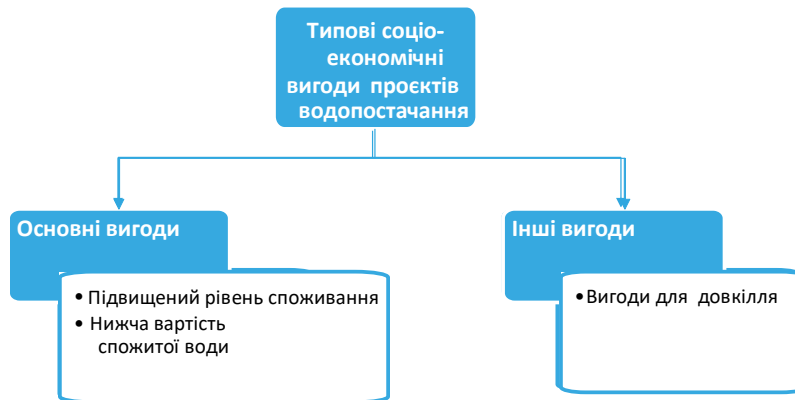 Типові соціо-
економічні
вигоди проєктів
водопостачання
Основні вигоди
• Підвищений рівень споживання
• Нижча вартість
спожитої води
Інші вигоди
•Вигоди для довкілля